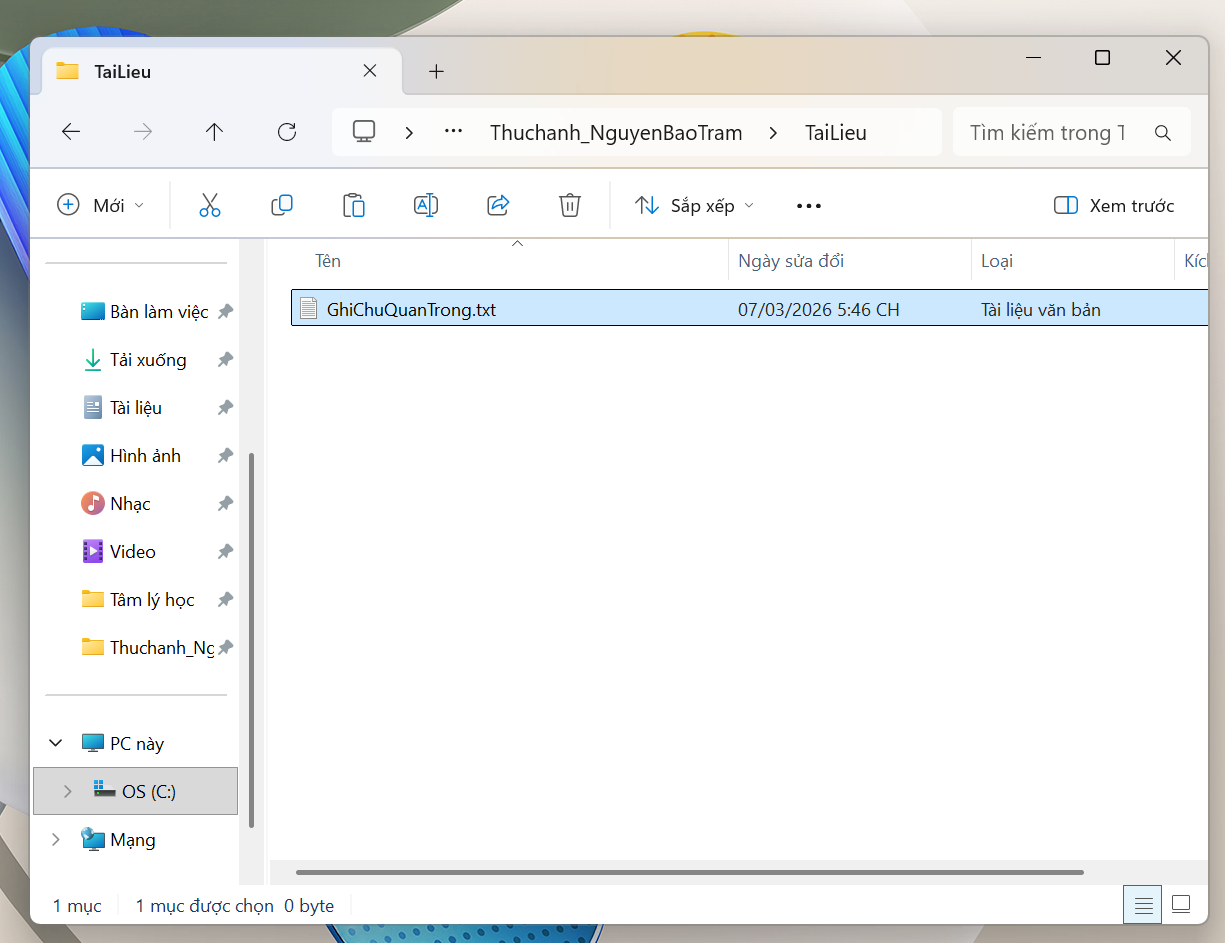 TaiLieu
Thuchanh_NguyenBaoTram
TaiLieu
Tìm kiếm trong T
Mới
Sắp xếp
Xem trước
Tên
Ngày sửa đổi
Loại
Kíc
GhiChuQuanTrong.txt
07/03/2026 5:46 CH
Tài liệu văn bản
Bàn làm việc
Tải xuống
Tài liệu
Hình ảnh
Nhạc
Video
Tâm lý học
Thuchanh_Ng
PC này
OS (C:)
Mạng
1 mục
1 mục được chọn 0 byte